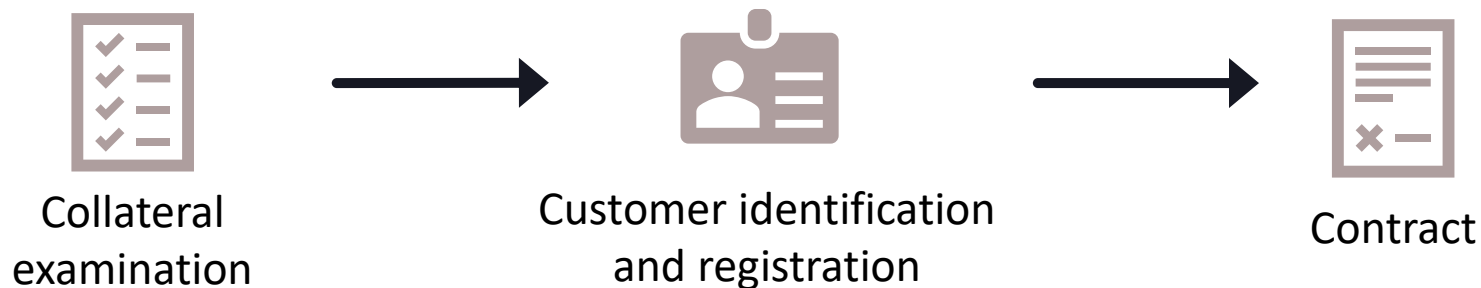 Collateral
examination
Customer identification
and registration
Contract